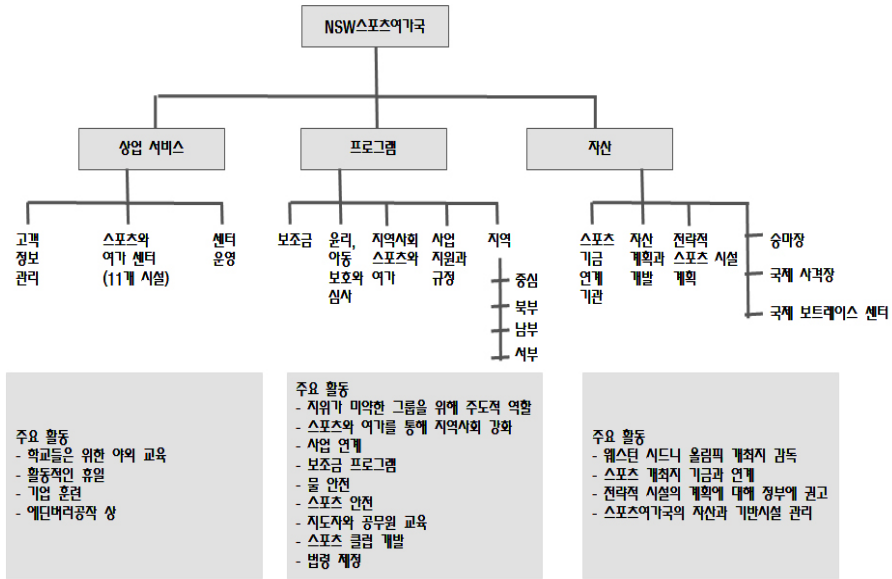 NSW스포츠여가국
상업 서비스
프로그램
자산
고객
정보
관리
스포츠와
여가 센터
(11개 시설)
센터
운영
보조금
윤리,
아동
보호와
심사
지역사회
스포츠와
여가
사업
지원과
규정
지역
중심
북부
남부
서부
스포츠
기금
연계
기관
자산
계획과
개발
전략적
스포츠 시설
계획
승마장
국제 사격장
국제 보트레이스 센터
주요 활동
- 학교들은 위한 야외 교육
- 활동적인 휴일
- 기업 훈련
- 에딘버러공작 상
주요 활동
- 지위가 미약한 그룹을 위해 주도적 역할
- 스포츠와 여가를 통해 지역사회 강화
- 사업 연계
- 보조금 프로그램
- 물 안전
- 스포츠 안전
- 지도자와 공무원 교육
- 스포츠 클럽 개발
- 법령 제정
주요 활동
- 웨스턴 시드니 올림픽 개최지 감독
- 스포츠 개최지 기금과 연계
- 전략적 시설의 계획에 대해 정부에 권고
- 스포츠여가국의 자산과 기반시설 관리